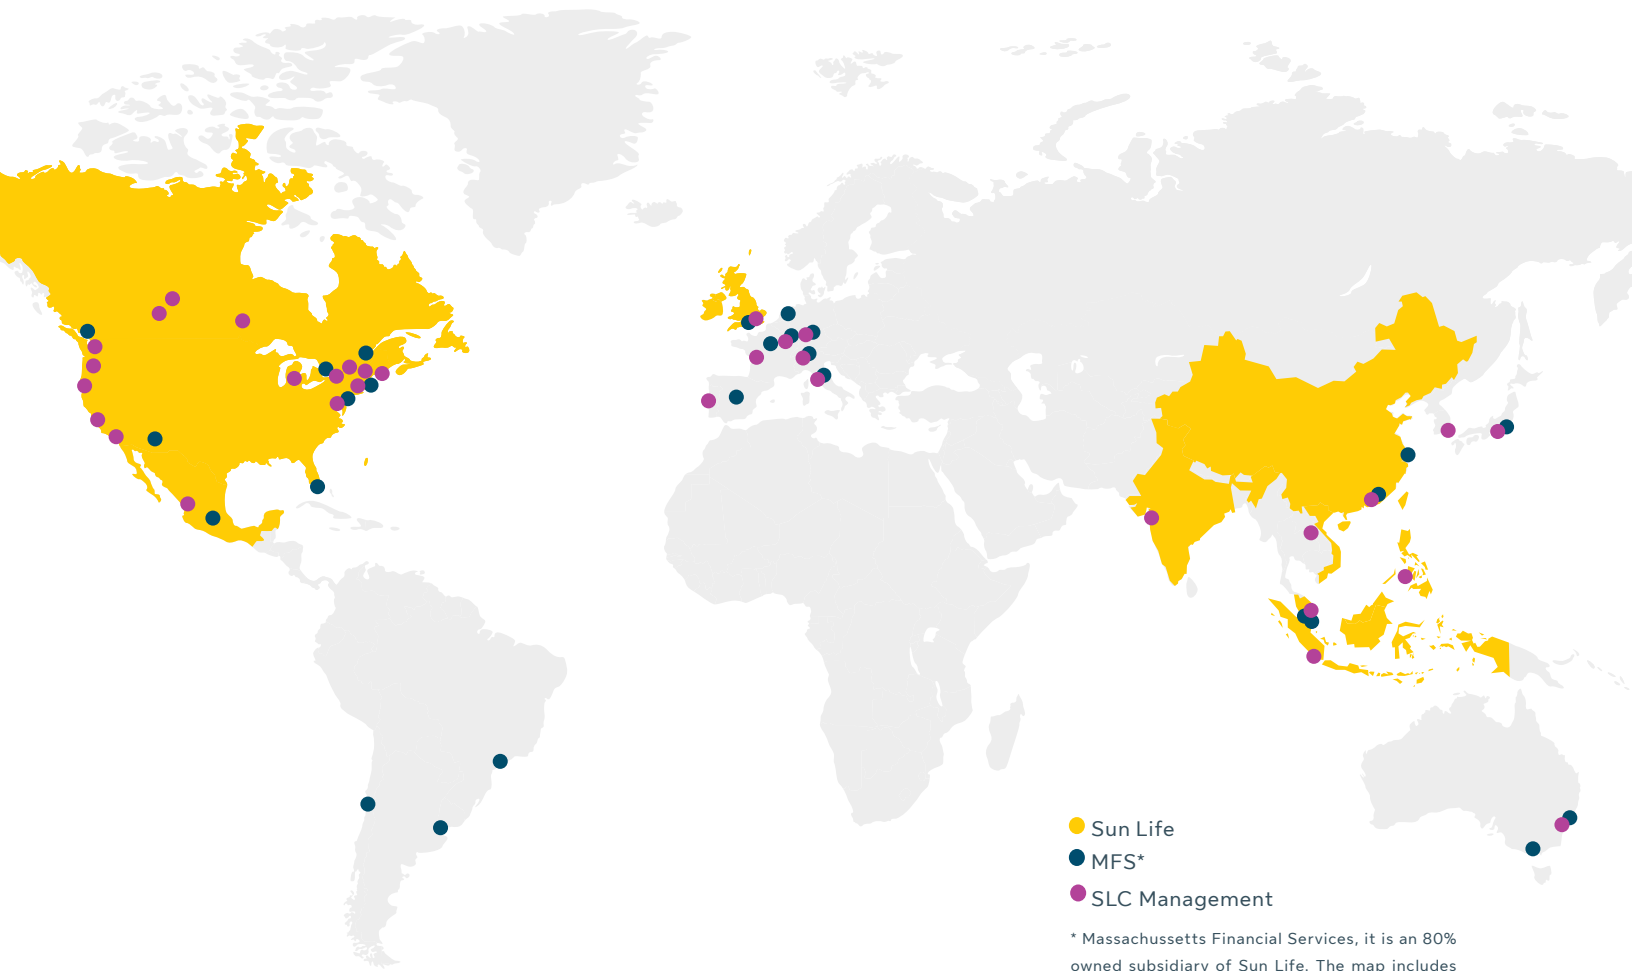 Sun Life
MFS*
SLC Management
* Massachussetts Financial Services, it is an 80%
owned subsidiary of Sun Life. The map includes